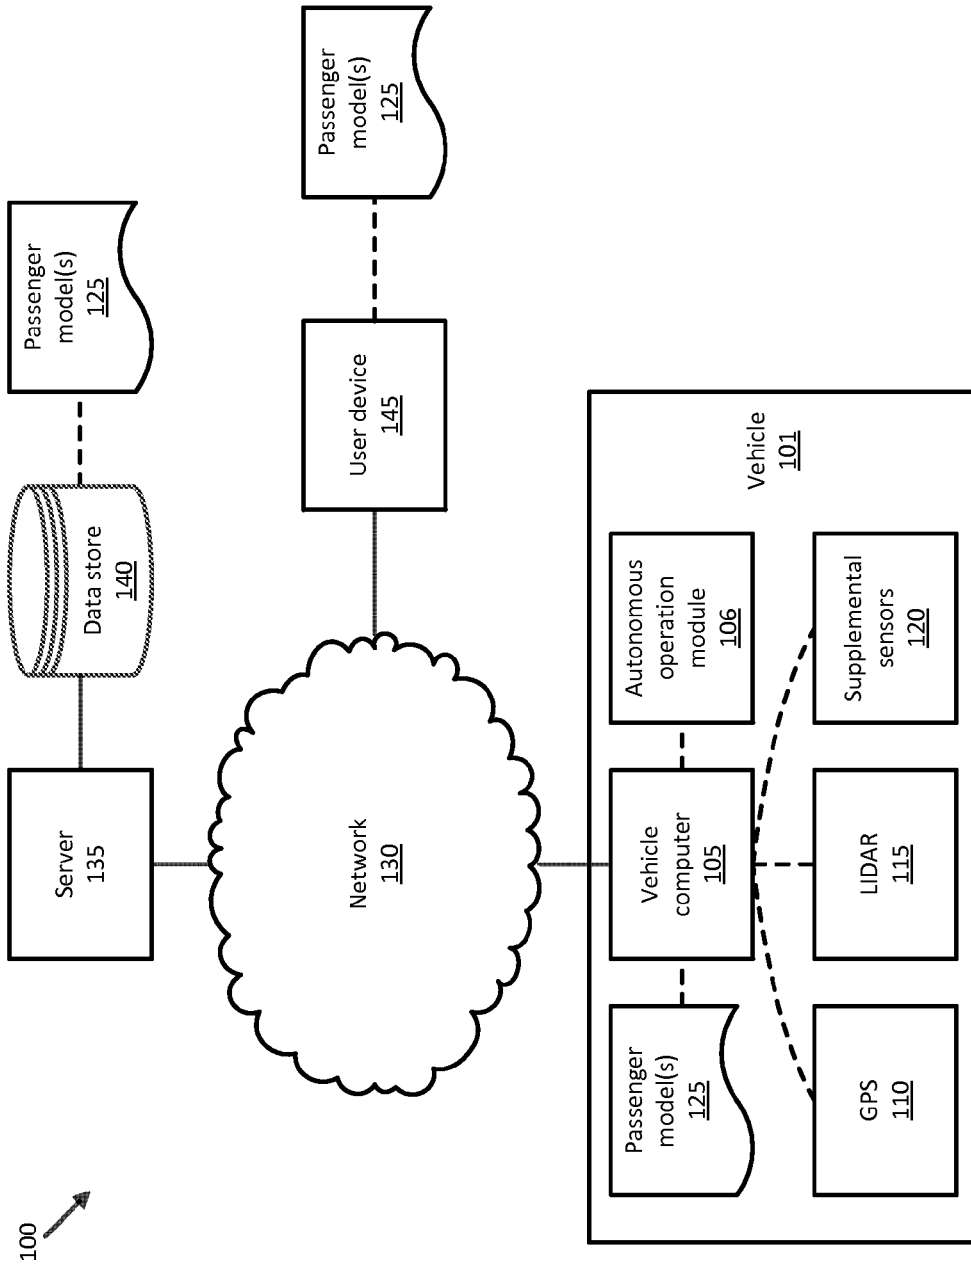 100
Server
135
Data store
140
Passenger
model(s)
125
Network
130
User device
145
Passenger
model(s)
125
Passenger
model(s)
125
Vehicle
computer
105
Autonomous
operation
module
106
Vehicle
101
GPS
110
LIDAR
115
Supplemental
sensors
120